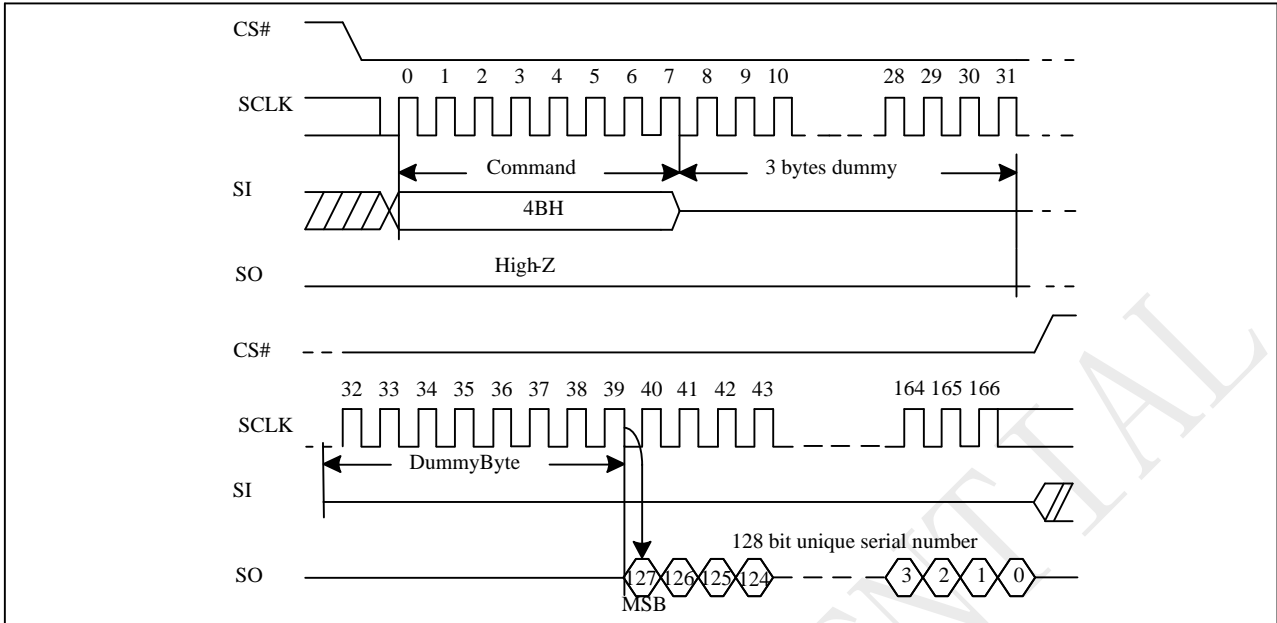 CS#
0 1 2 3 4 5 6 7 8 9 10 28 29 30 31
SCLK
Command 3 bytes dummy
SI
4BH
High-Z
SO
CS#
32 33 34 35 36 37 38 39 40 41 42 43 164 165 166
SCLK
DummyByte
SI
128 bit unique serial number
SO 127 126 125 124 3 2 1 0
MSB
NTIAL